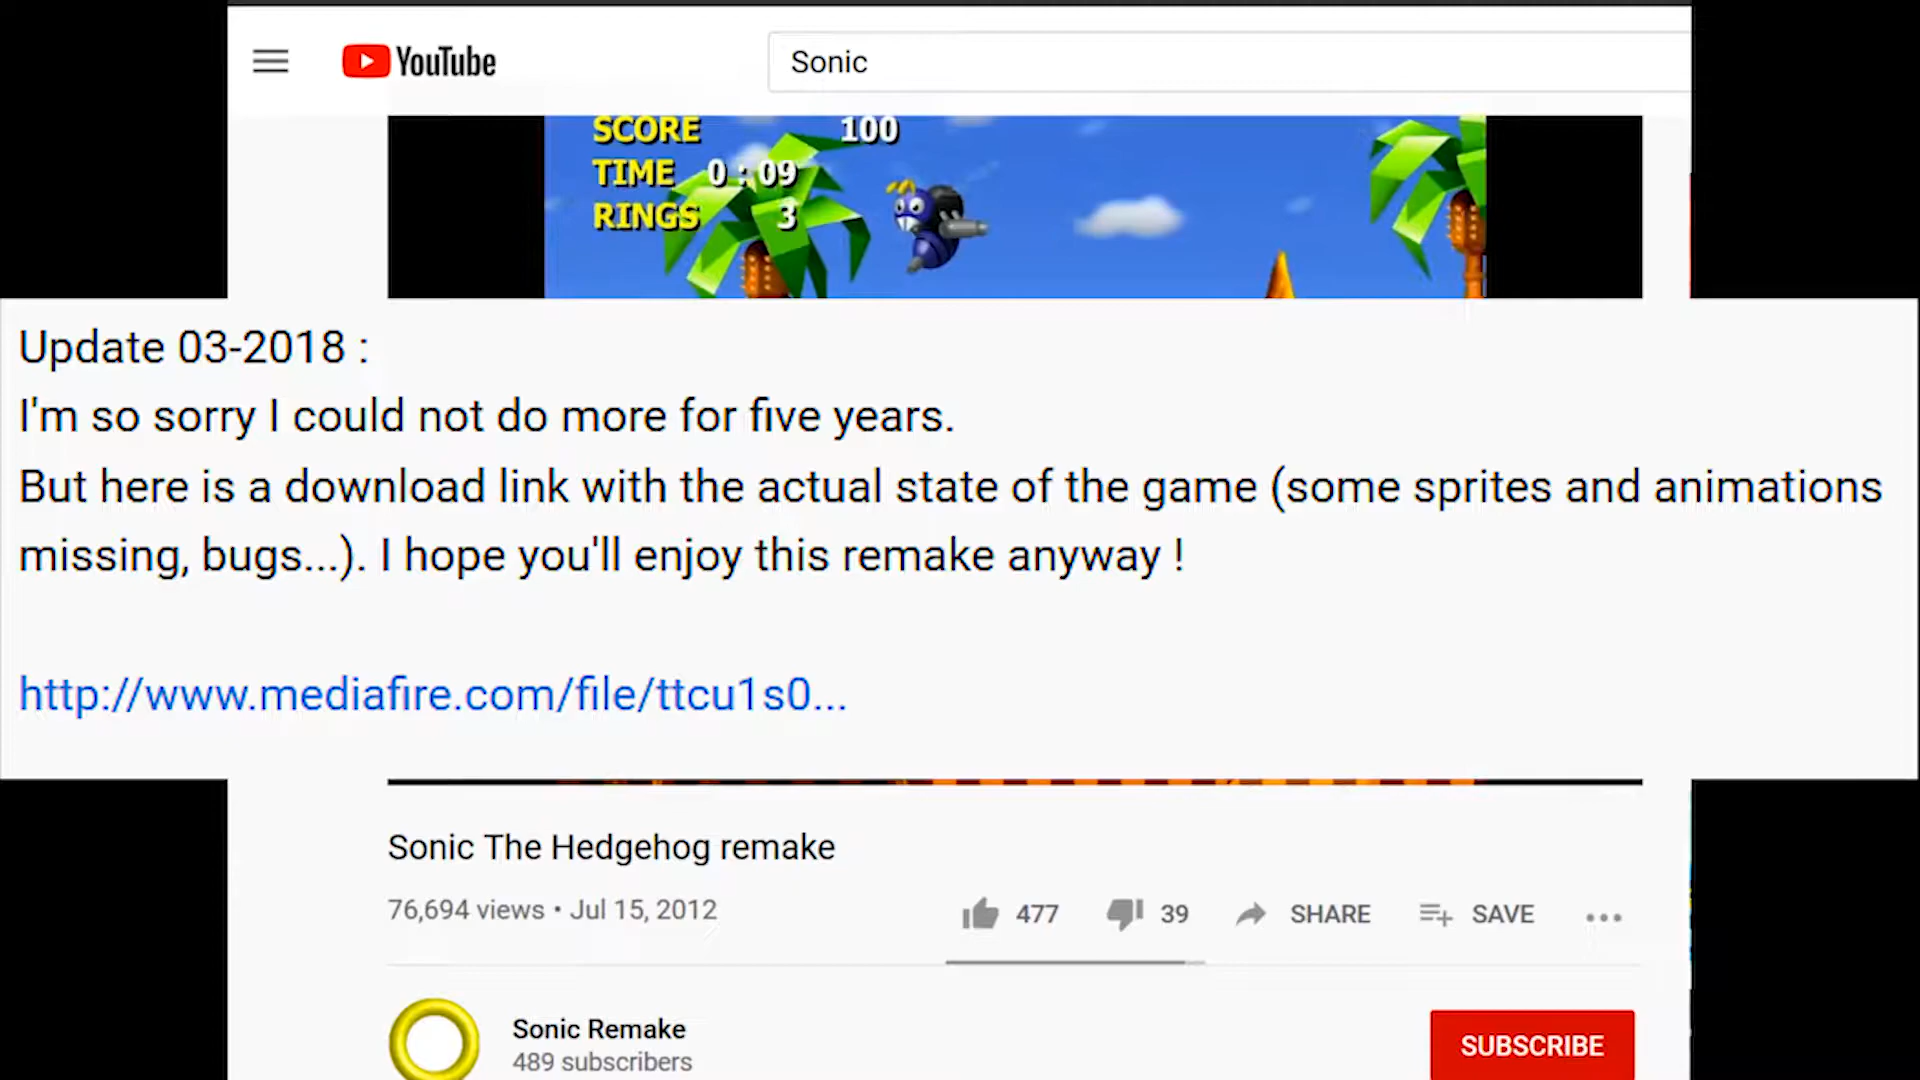 YouTube
Sonic
SCORE 100
TIME 0 : 09
RINGS 3
Update 03-2018 :
I'm so sorry I could not do more for five years.
But here is a download link with the actual state of the game (some sprites and animations
missing, bugs...). I hope you'll enjoy this remake anyway !
http://www.mediafire.com/file/ttcu1s0...
Sonic The Hedgehog remake
76,694 views • Jul 15, 2012
477 39 SHARE SAVE
Sonic Remake
489 subscribers
SUBSCRIBE